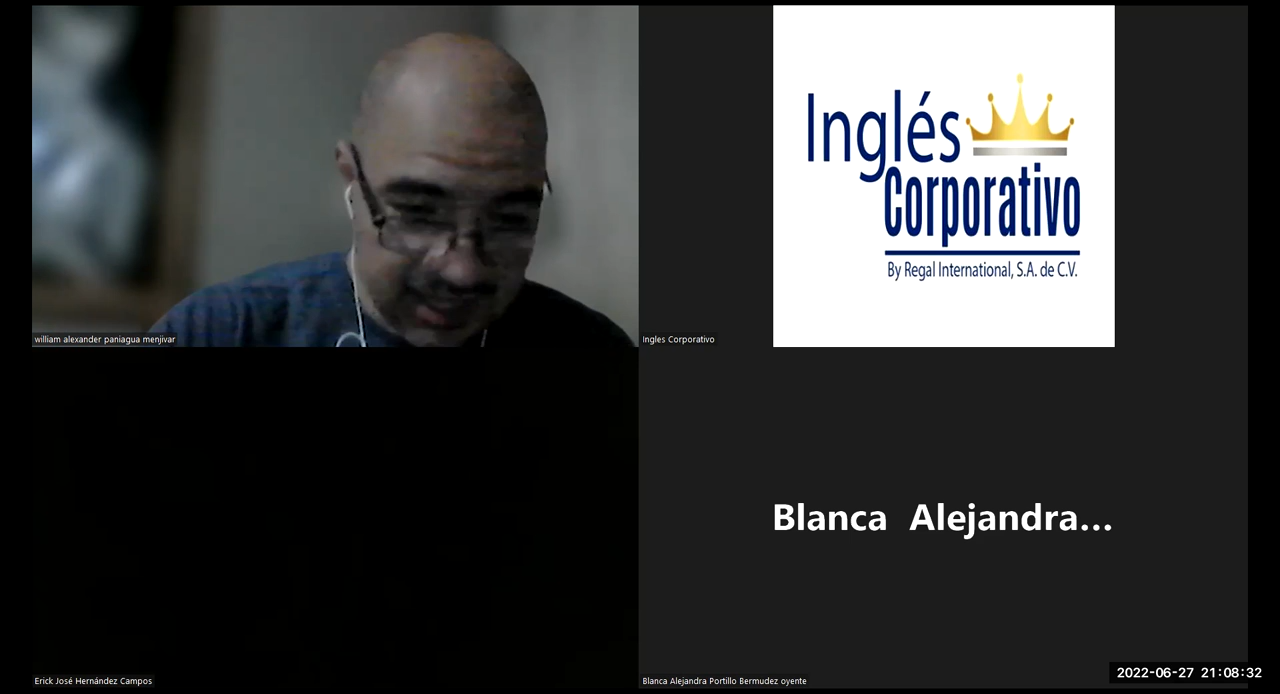 Inglés
Corporativo
By Regal International, S.A. de C.V.
william alexander paniagua menjivar
Ingles Corporativo
Blanca Alejandra...
Erick José Hernández Campos
Blanca Alejandra Portillo Bermudez oyente
2022-06-27 21:08:32